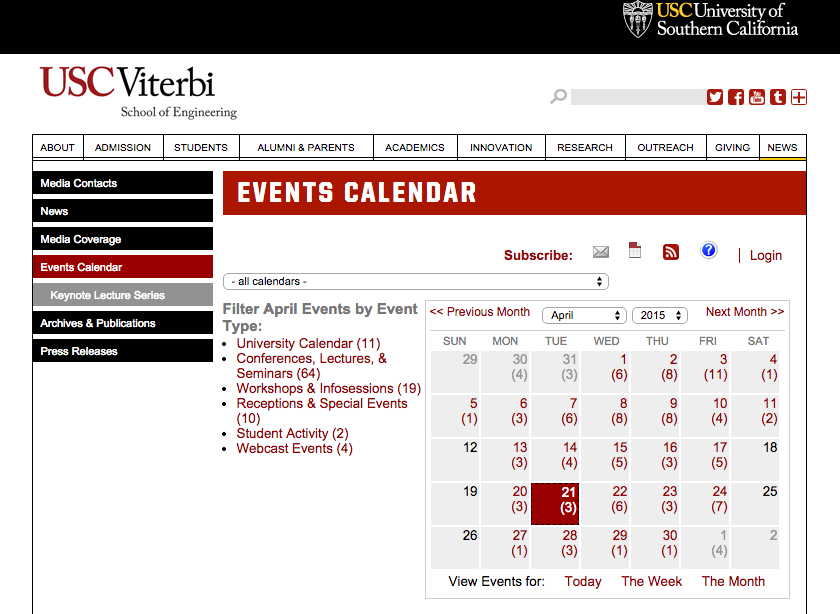 USC University of
Southern California
USC Viterbi
School of Engineering
You
Tube
ABOUT ADMISSION STUDENTS ALUMNI & PARENTS ACADEMICS INNOVATION RESEARCH OUTREACH GIVING NEWS
Media Contacts
News
Media Coverage
Events Calendar
Keynote Lecture Series
Archives & Publications
Press Releases
EVENTS CALENDAR
Subscribe: ? | Login
- all calendars -
Filter April Events by Event
Type:
• University Calendar (11)
• Conferences, Lectures, &
Seminars (64)
• Workshops & Infosessions (19)
• Receptions & Special Events
(10)
• Student Activity (2)
• Webcast Events (4)
<< Previous Month April 2015 Next Month >>
SUN MON TUE WED THU FRI SAT
29 30 31 1 2 3 4
(4) (3) (6) (8) (11) (1)
5 6 7 8 9 10 11
(1) (3) (6) (8) (8) (4) (2)
12 13 14 15 16 17 18
(3) (4) (5) (3) (5)
19 20 21 22 23 24 25
(3) (3) (6) (3) (7)
26 27 28 29 30 1 2
(1) (3) (1) (1) (4)
View Events for: Today The Week The Month